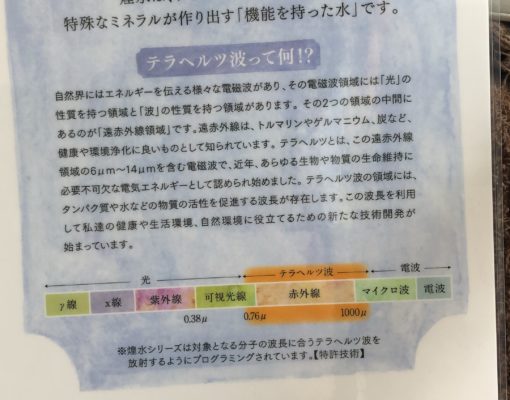 特殊なミネラルが作り出す「機能を持った水」です。
テラヘルツ波って何!?
自然界にはエネルギーを伝える様々な電磁波があり、その電磁波領域には「光」の
性質を持つ領域と「波」の性質を持つ領域があります。その2つの領域の中間に
あるのが「遠赤外線領域」です。遠赤外線は、トルマリンやゲルマニウム、炭など、
健康や環境浄化に良いものとして知られています。テラヘルツとは、この遠赤外線
領域の6μm〜14μmを含む電磁波で、近年、あらゆる生物や物質の生命維持に
必要不可欠な電気エネルギーとして認められ始めました。テラヘルツ波の領域には、
タンパク質や水などの物質の活性を促進する波長が存在します。この波長を利用
して私達の健康や生活環境、自然環境に役立てるための新たな技術開発が
始まっています。
光 テラヘルツ波 電波
γ線 x線 紫外線 可視光線 赤外線 マイクロ波 電波
0.38μ 0.76μ 1000μ
※煌水シリーズは対象となる分子の波長に合うテラヘルツ波を
放射するようにプログラミングされています。【特許技術】